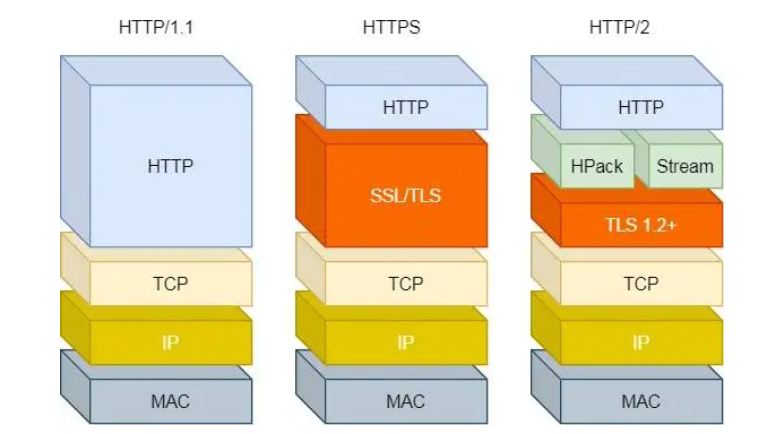 HTTP/1.1
HTTPS
HTTP/2
HTTP
TCP
IP
MAC
HTTP
SSL/TLS
TCP
IP
MAC
HTTP
HPack
Stream
TLS 1.2+
TCP
IP
MAC